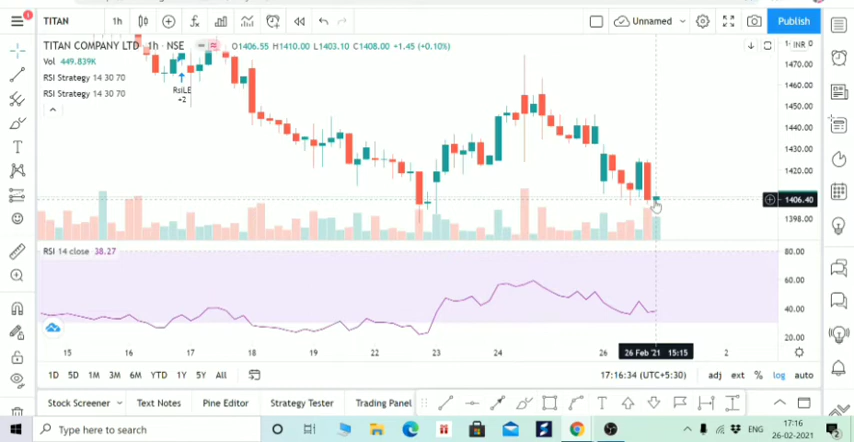 TITAN 1h Unnamed Publish
TITAN COMPANY LTD 1h · NSE O1406.55 H1410.00 L1403.10 C1408.00 +1.45 (+0.10%)
INR
Vol 449.839K
1470.00
RSI Strategy 14 30 70
1460.00
RSI Strategy 14 30 70
RsiLE
+2
1450.00
1440.00
1430.00
1420.00
1406.40
1398.00
RSI 14 close 38.27
80.00
60.00
40.00
20.00
15 16 17 18 19 22 23 24 26 26 Feb '21 15:15 2
1D 5D 1M 3M 6M YTD 1Y 5Y All 17:16:34 (UTC+5:30) adj ext % log auto
Stock Screener Text Notes Pine Editor Strategy Tester Trading Panel
Type here to search
ENG
17:16
26-02-2021